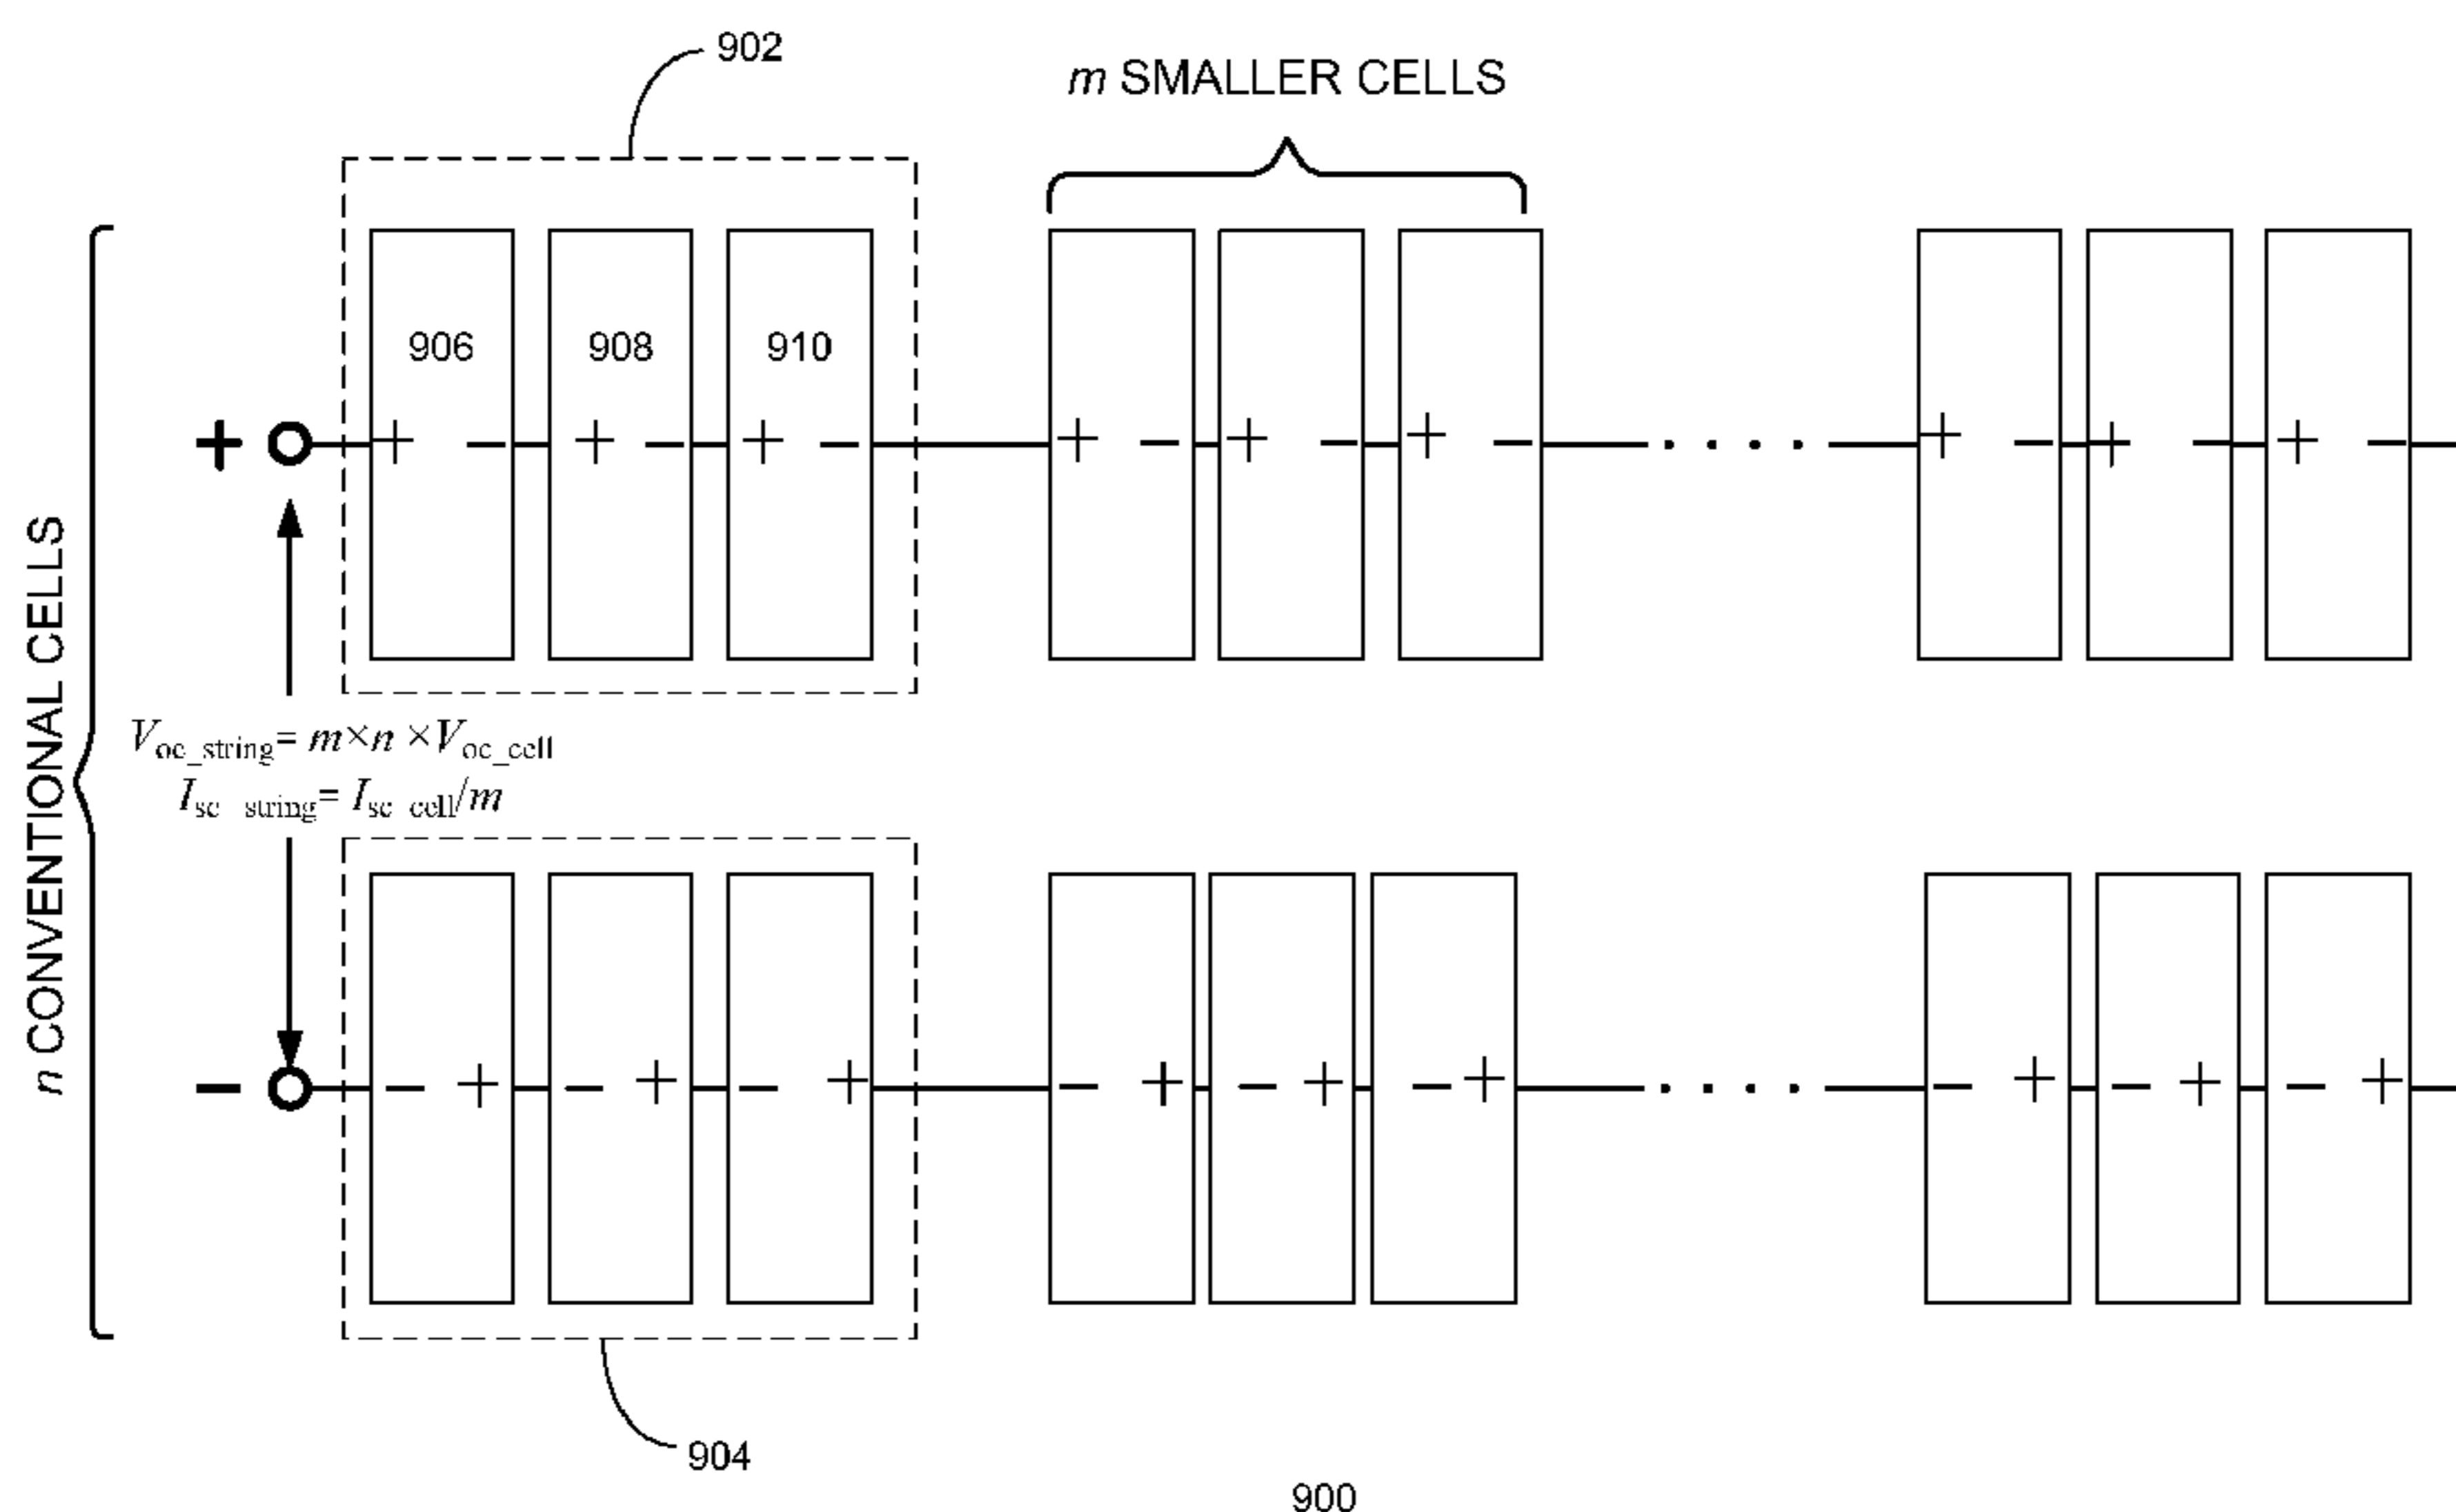 902
m SMALLER CELLS
906 908 910
+ + − + − + − + − + − + − + − + − + −
n CONVENTIONAL CELLS
V_oc_string = m×n ×V_oc_cell
I_sc_string = I_sc_cell/m
− − + − + − + − + − + − + − + − + − +
904
900